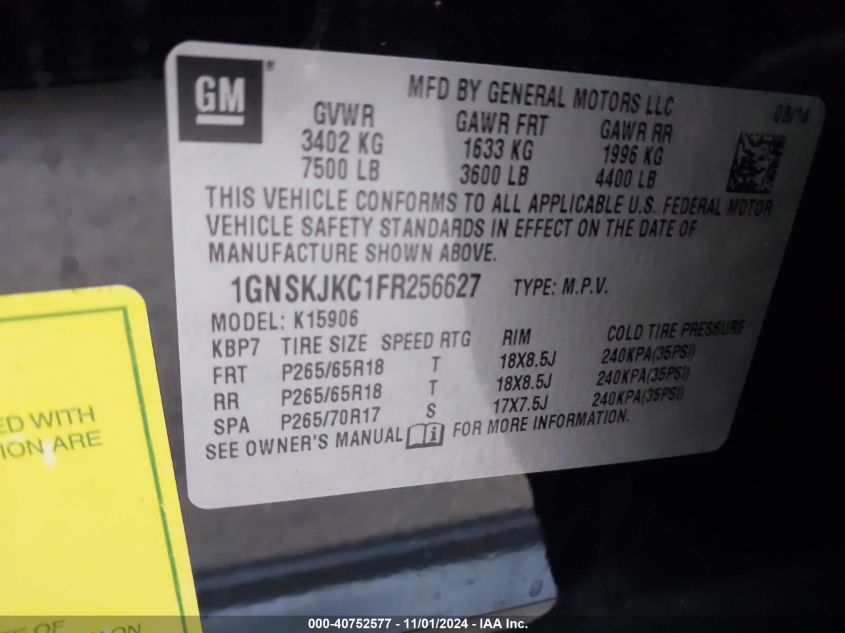 GM ®
MFD BY GENERAL MOTORS LLC
09/14
GVWR GAWR FRT GAWR RR
3402 KG 1633 KG 1996 KG
7500 LB 3600 LB 4400 LB
THIS VEHICLE CONFORMS TO ALL APPLICABLE U.S. FEDERAL MOTOR
VEHICLE SAFETY STANDARDS IN EFFECT ON THE DATE OF
MANUFACTURE SHOWN ABOVE.
1GNSKJKC1FR256627 TYPE: M.P.V.
MODEL: K15906
KBP7 TIRE SIZE SPEED RTG RIM COLD TIRE PRESSURE
FRT P265/65R18 T 18X8.5J 240KPA(35PSI)
RR P265/65R18 T 18X8.5J 240KPA(35PSI)
SPA P265/70R17 S 17X7.5J 240KPA(35PSI)
SEE OWNER'S MANUAL i FOR MORE INFORMATION.
ED WITH
ION ARE
OF
ON
000-40752577 - 11/01/2024 - IAA Inc.